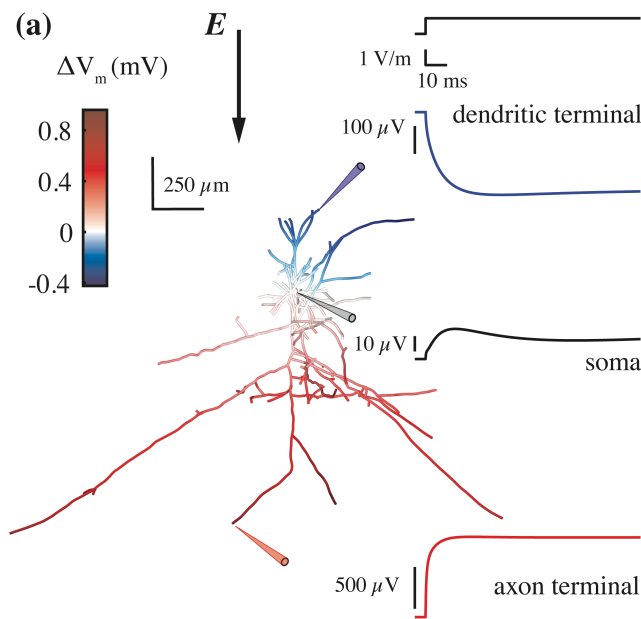 (a)
E
ΔVm (mV)
0.8
0.4
0
-0.4
250 μm
1 V/m
10 ms
dendritic terminal
100 μV
10 μV
soma
500 μV
axon terminal